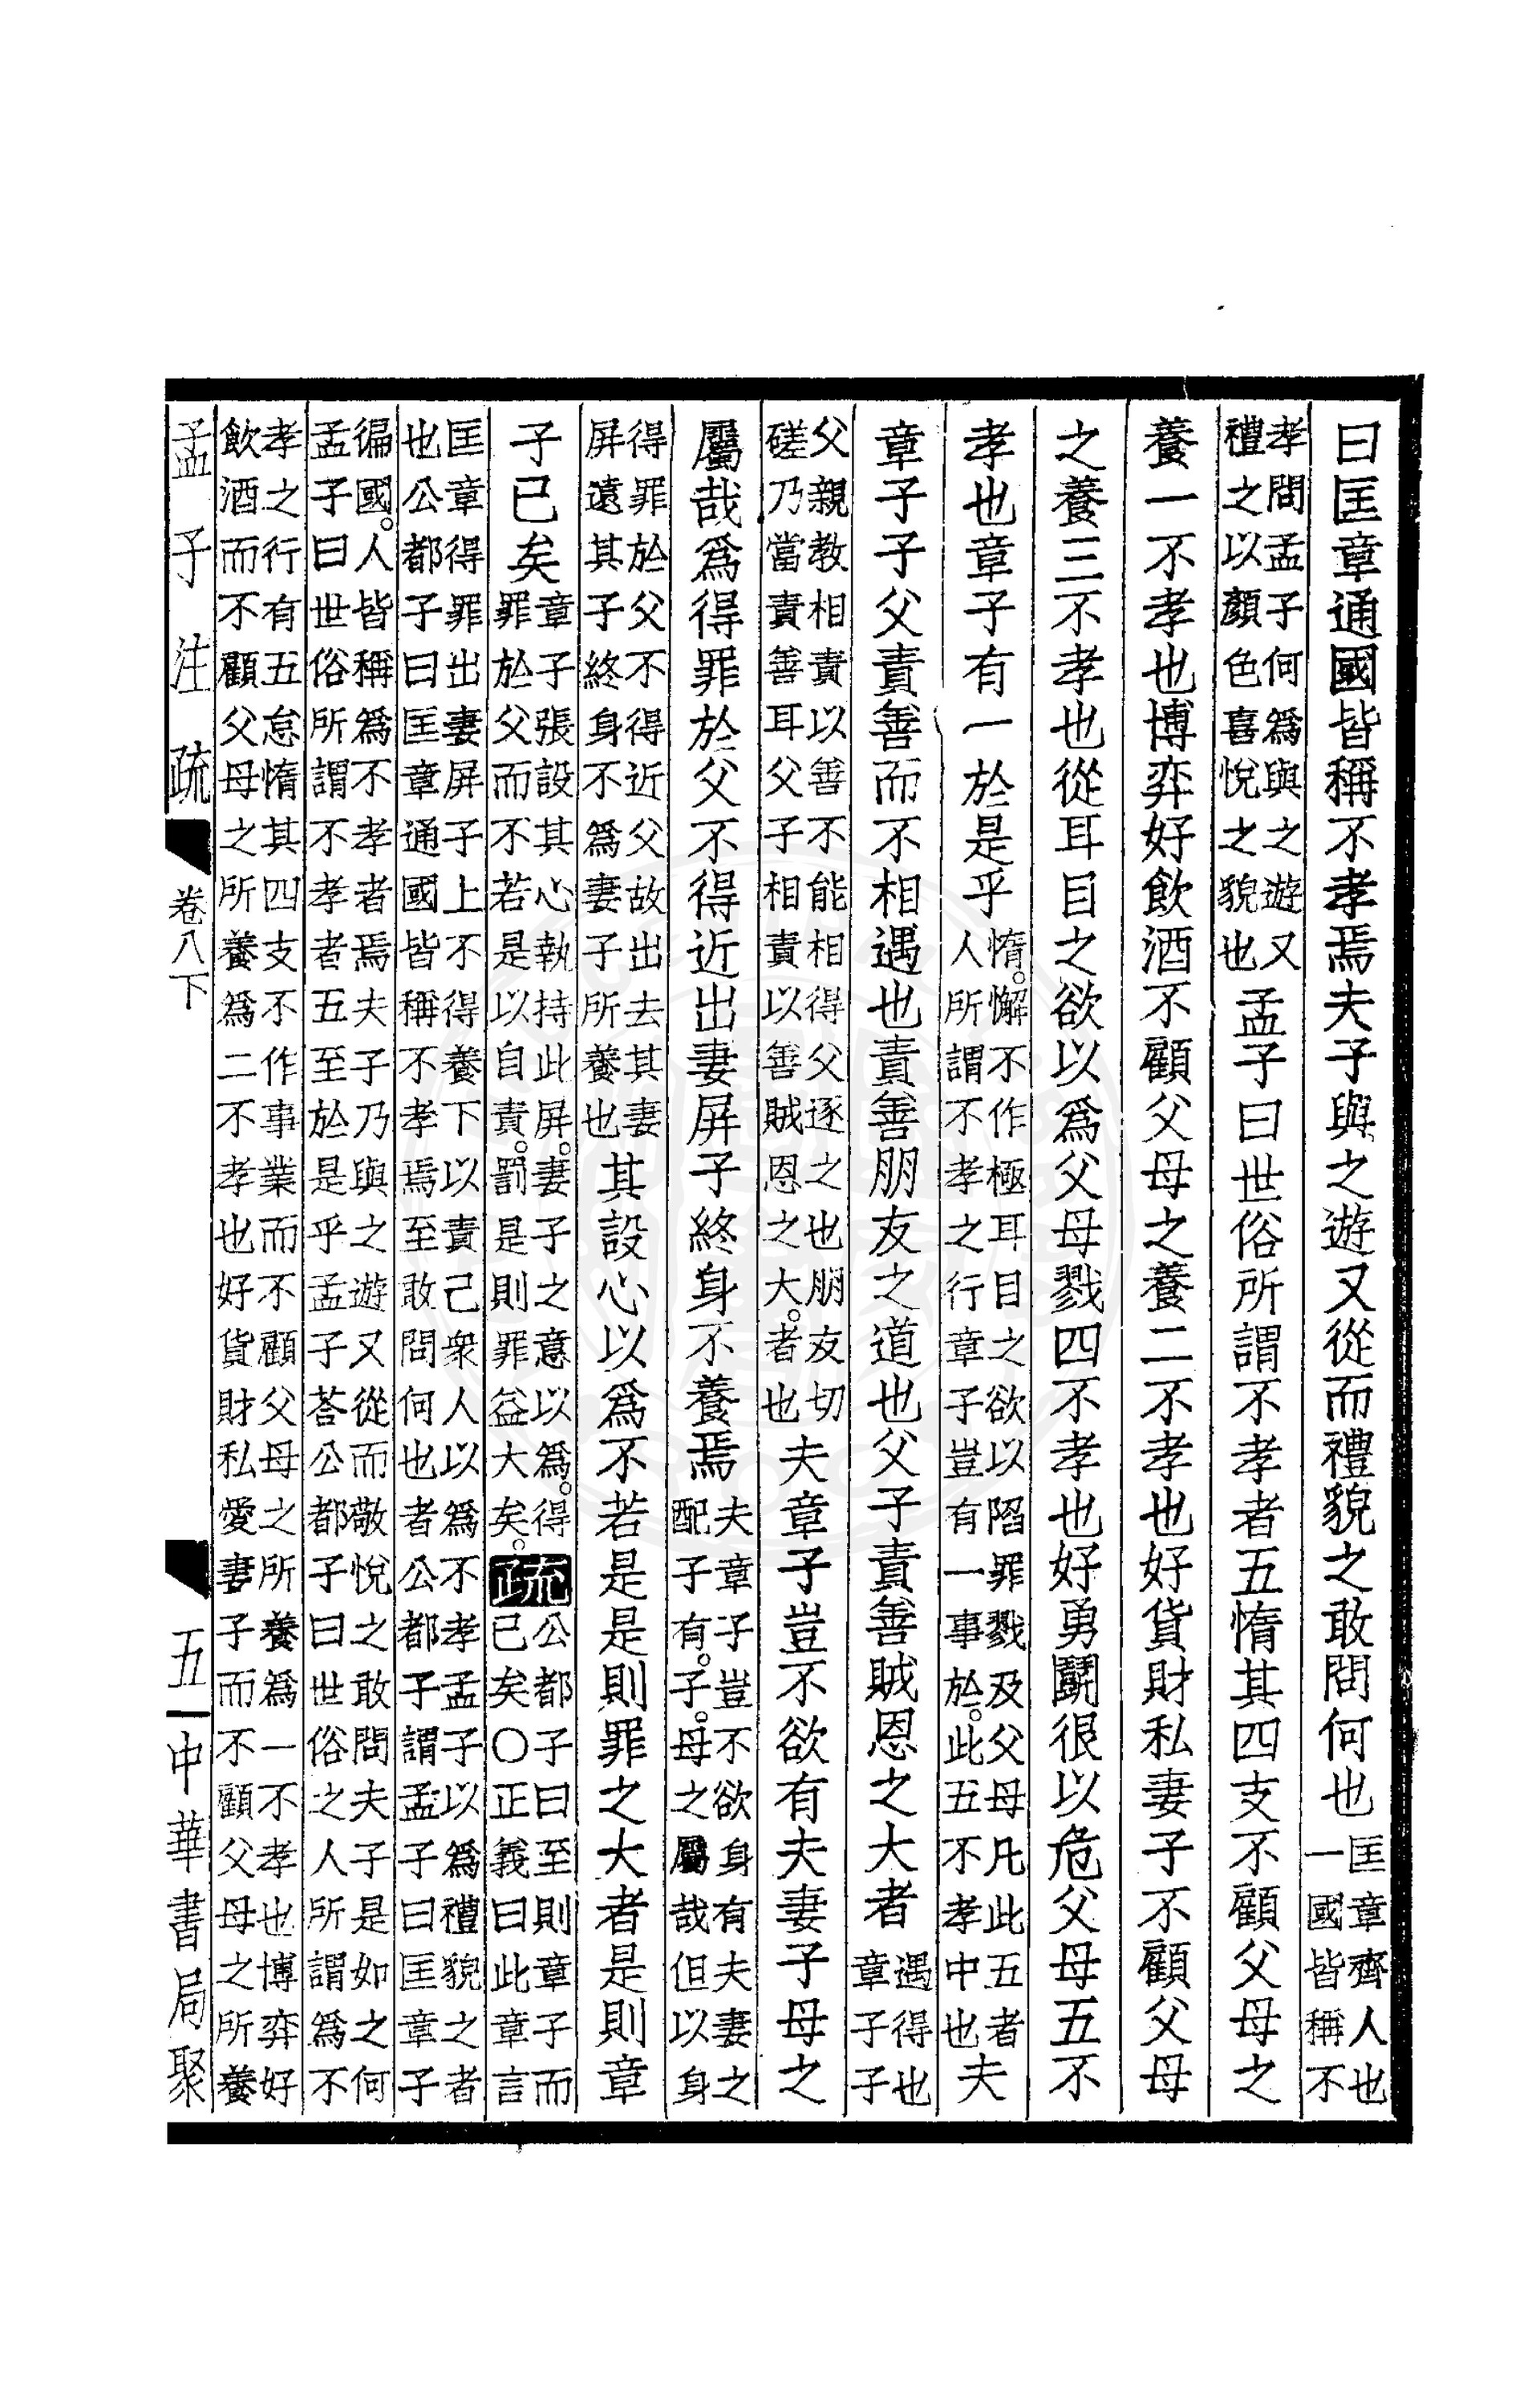 曰匡章通國皆稱不孝焉夫子與之遊又從而禮貌之敢問何也匡章齊人也一國皆稱不
孝問孟子何爲與之遊又禮之以顏色喜悅之貌也孟子曰世俗所謂不孝者五惰其四支不顧父母之
養一不孝也博弈好飲酒不顧父母之養二不孝也好貨財私妻子不顧父母
之養三不孝也從耳目之欲以爲父母戮四不孝也好勇鬬很以危父母五不
孝也章子有一於是乎惰。懈不作極耳目之欲以陷罪戮及父母凡此五者人所謂不孝之行章子豈有一事於。此五不孝中也夫
章子子父責善而不相遇也責善朋友之道也父子責善賊恩之大者遇得也章子子
父親教相責以善不能相得父逐之也朋友切磋乃當責善耳父子相責以善賊恩之大。者也夫章子豈不欲有夫妻子母之
屬哉爲得罪於父不得近出妻屏子終身不養焉夫章子豈不欲身有夫妻之配子有。子。母之屬哉但以身
得罪於父不得近父故出去其妻屏遠其子終身不爲妻子所養也其設心以爲不若是是則罪之大者是則章
子已矣章子張設其心執持此屏。妻子之意以爲。得罪於父而不若是以自責。罰是則罪益大矣。疏公都子曰至則章子而已矣○正義曰此章言
匡章得罪出妻屏子上不得養下以責己衆人以爲不孝孟子以爲禮貌之者
也公都子曰匡章通國皆稱不孝焉至敢問何也者公都子謂孟子曰匡章子
徧國。人皆稱爲不孝者焉夫子乃與之遊又從而敬悅之敢問夫子是如之何
孟子曰世俗所謂不孝者五至於是乎孟子荅公都子曰世俗之人所謂爲不
孝之行有五怠惰其四支不作事業而不顧父母之所養爲一不孝也博弈好
飲酒而不顧父母之所養爲二不孝也好貨財私愛妻子而不顧父母之所養
孟子注疏 卷八下 五 中華書局聚